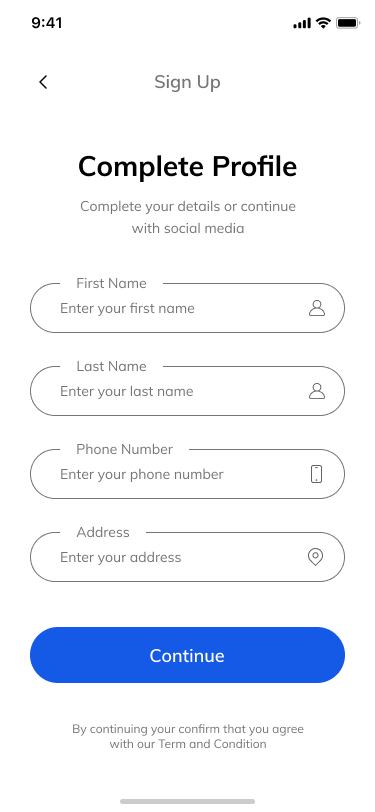 9:41
Sign Up
Complete Profile
Complete your details or continue
with social media
First Name
Enter your first name
Last Name
Enter your last name
Phone Number
Enter your phone number
Address
Enter your address
Continue
By continuing your confirm that you agree
with our Term and Condition